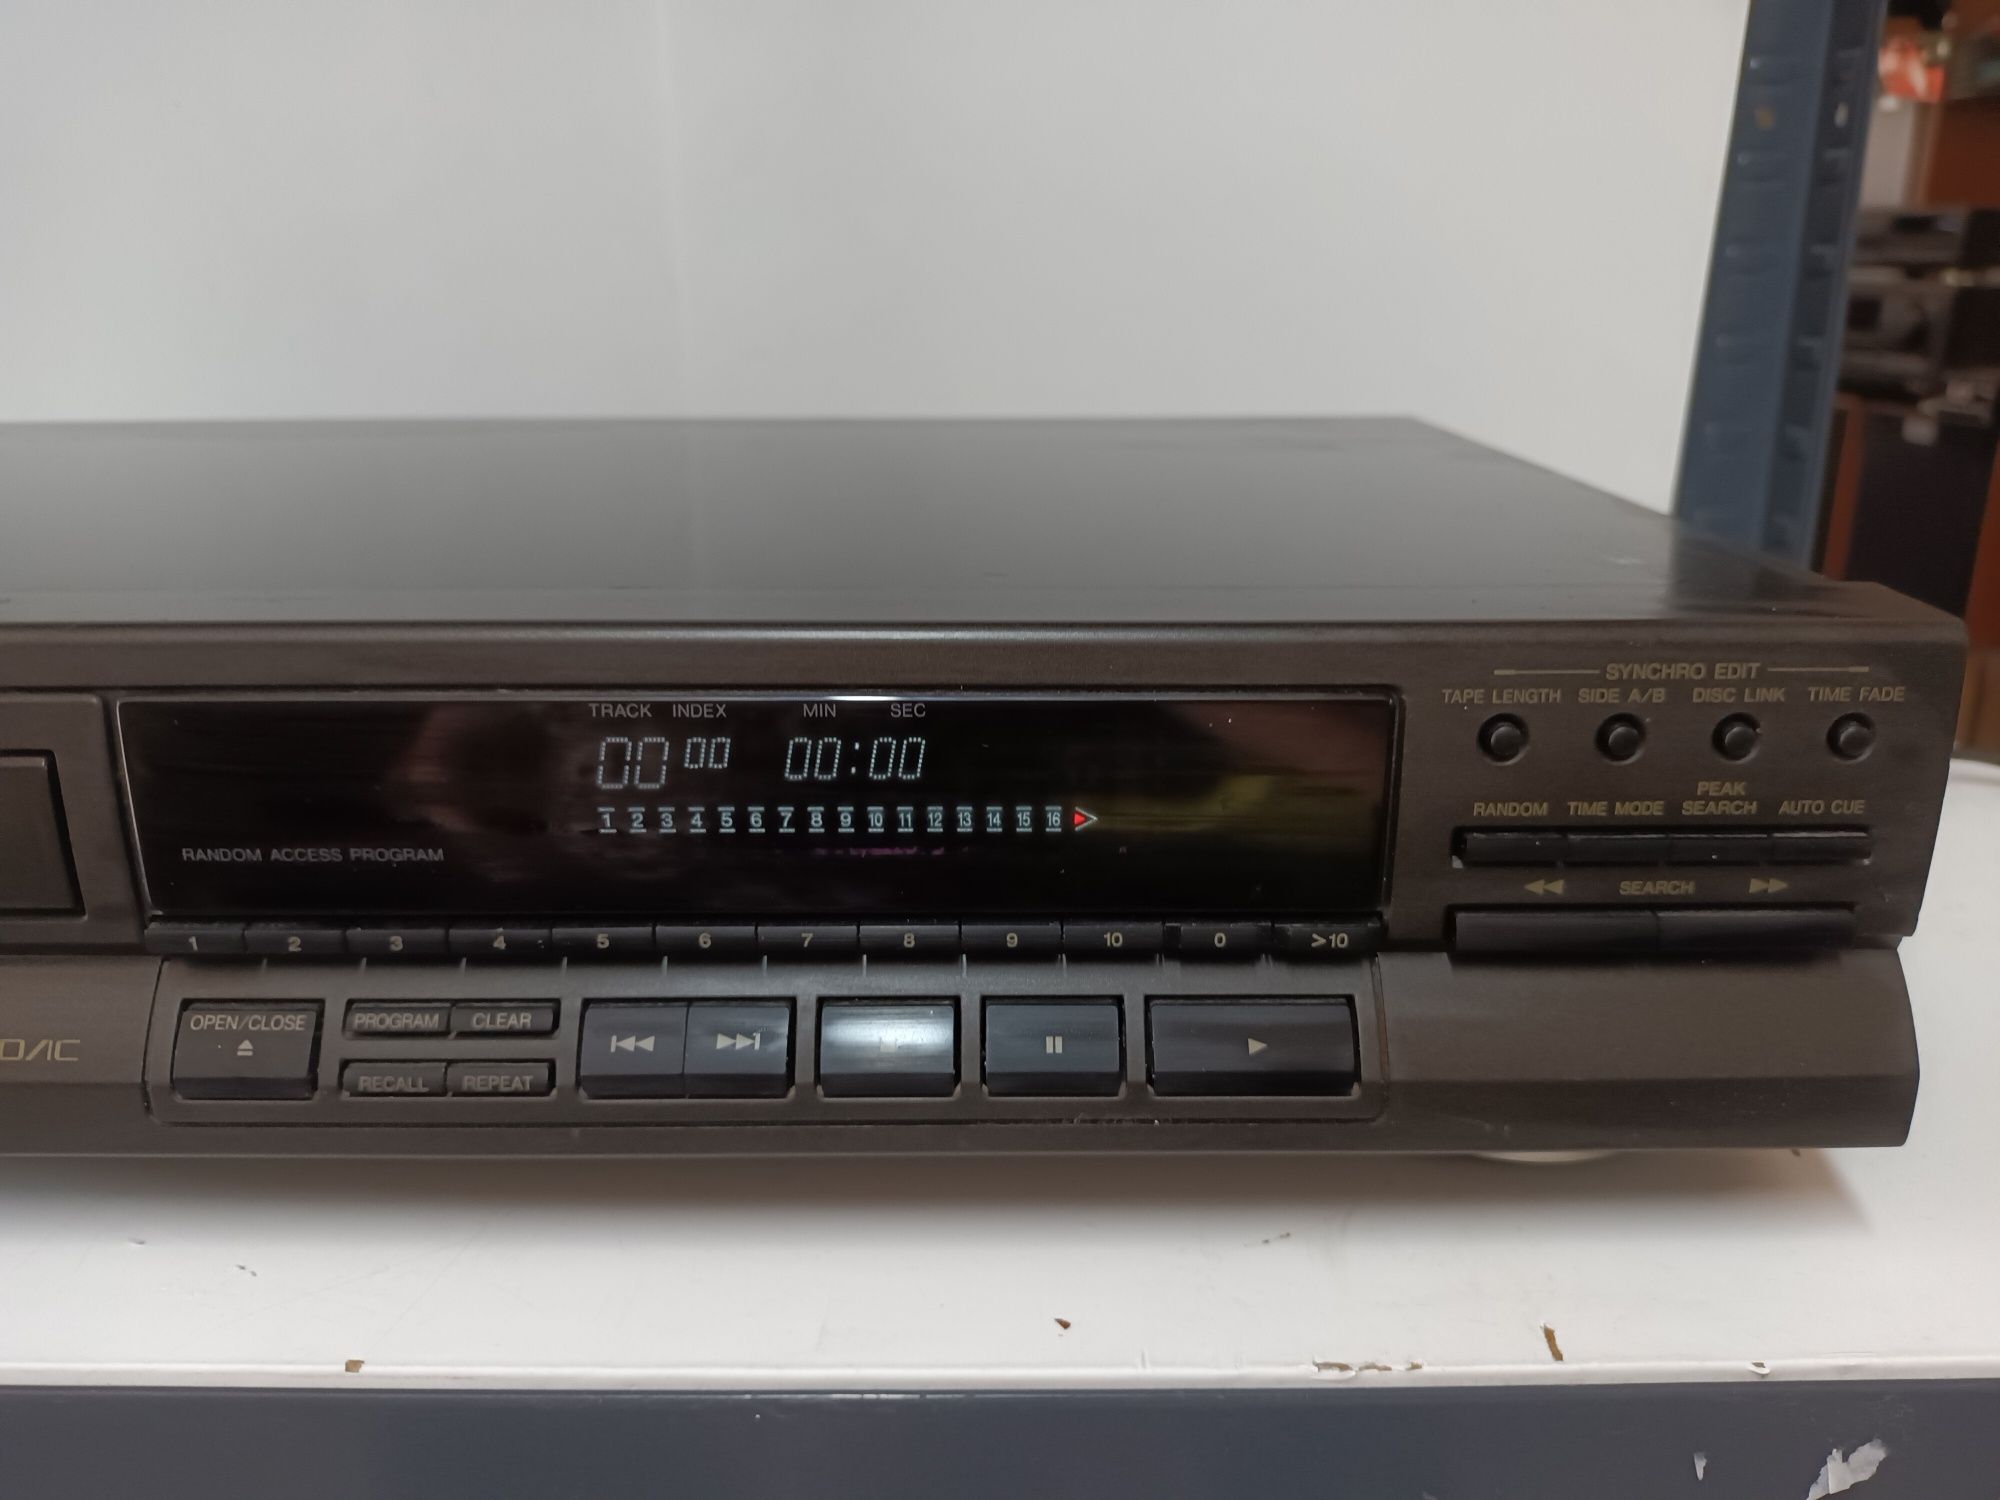 SYNCHRO EDIT
TAPE LENGTH SIDE A/B DISC LINK TIME FADE
TRACK INDEX MIN SEC
00 00 00:00
1 2 3 4 5 6 7 8 9 10 11 12 13 14 15 16
RANDOM ACCESS PROGRAM
PEAK
RANDOM TIME MODE SEARCH AUTO CUE
SEARCH
1 2 3 4 5 6 7 8 9 10 0 >10
OPEN/CLOSE
PROGRAM CLEAR
RECALL REPEAT